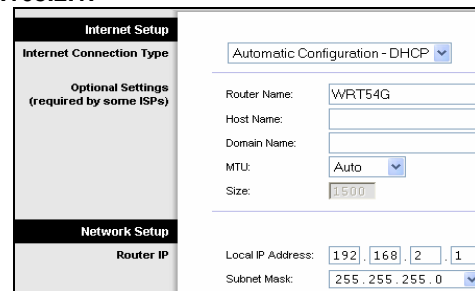 Internet Setup
Internet Connection Type Automatic Configuration - DHCP
Optional Settings
(required by some ISPs)
Router Name: WRT54G
Host Name:
Domain Name:
MTU: Auto
Size: 1500
Network Setup
Router IP Local IP Address: 192 . 168 . 2 . 1
Subnet Mask: 255.255.255.0